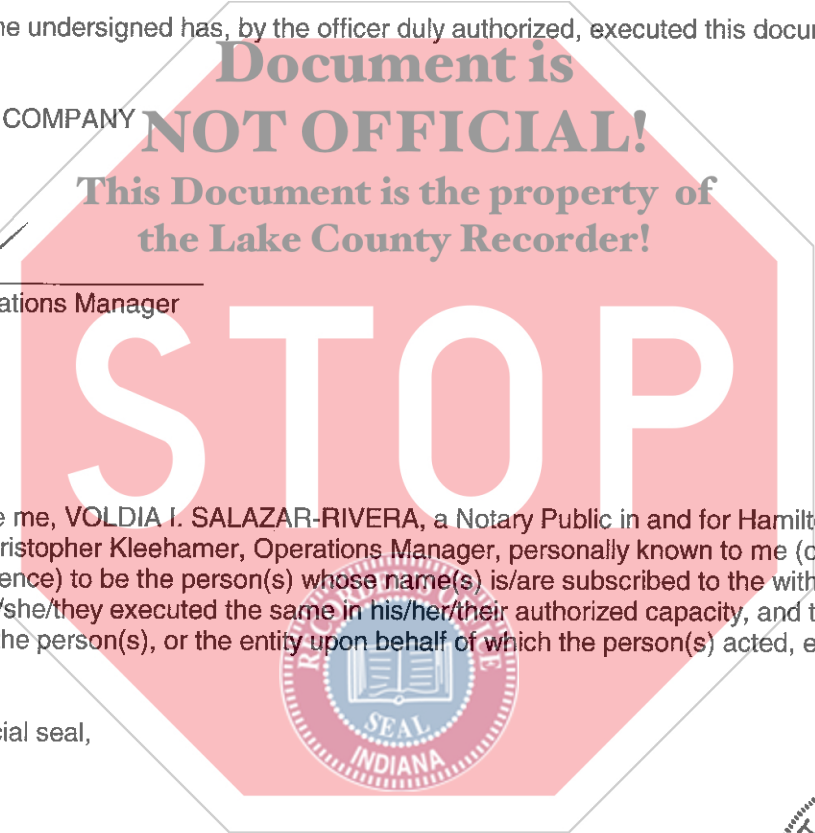 ne undersigned has, by the officer duly authorized, executed this docu
Document is
COMPANY
NOT OFFICIAL!
This Document is the property of
the Lake County Recorder!
ations Manager
STOP
e me, VOLDIA I. SALAZAR-RIVERA, a Notary Public in and for Hamilt
ristopher Kleehamer, Operations Manager, personally known to me (o
ence) to be the person(s) whose name(s) is/are subscribed to the with
/she/they executed the same in his/her/their authorized capacity, and t
he person(s), or the entity upon behalf of which the person(s) acted, e
RECORDER'S OFFICE
SEAL
INDIANA
cial seal,